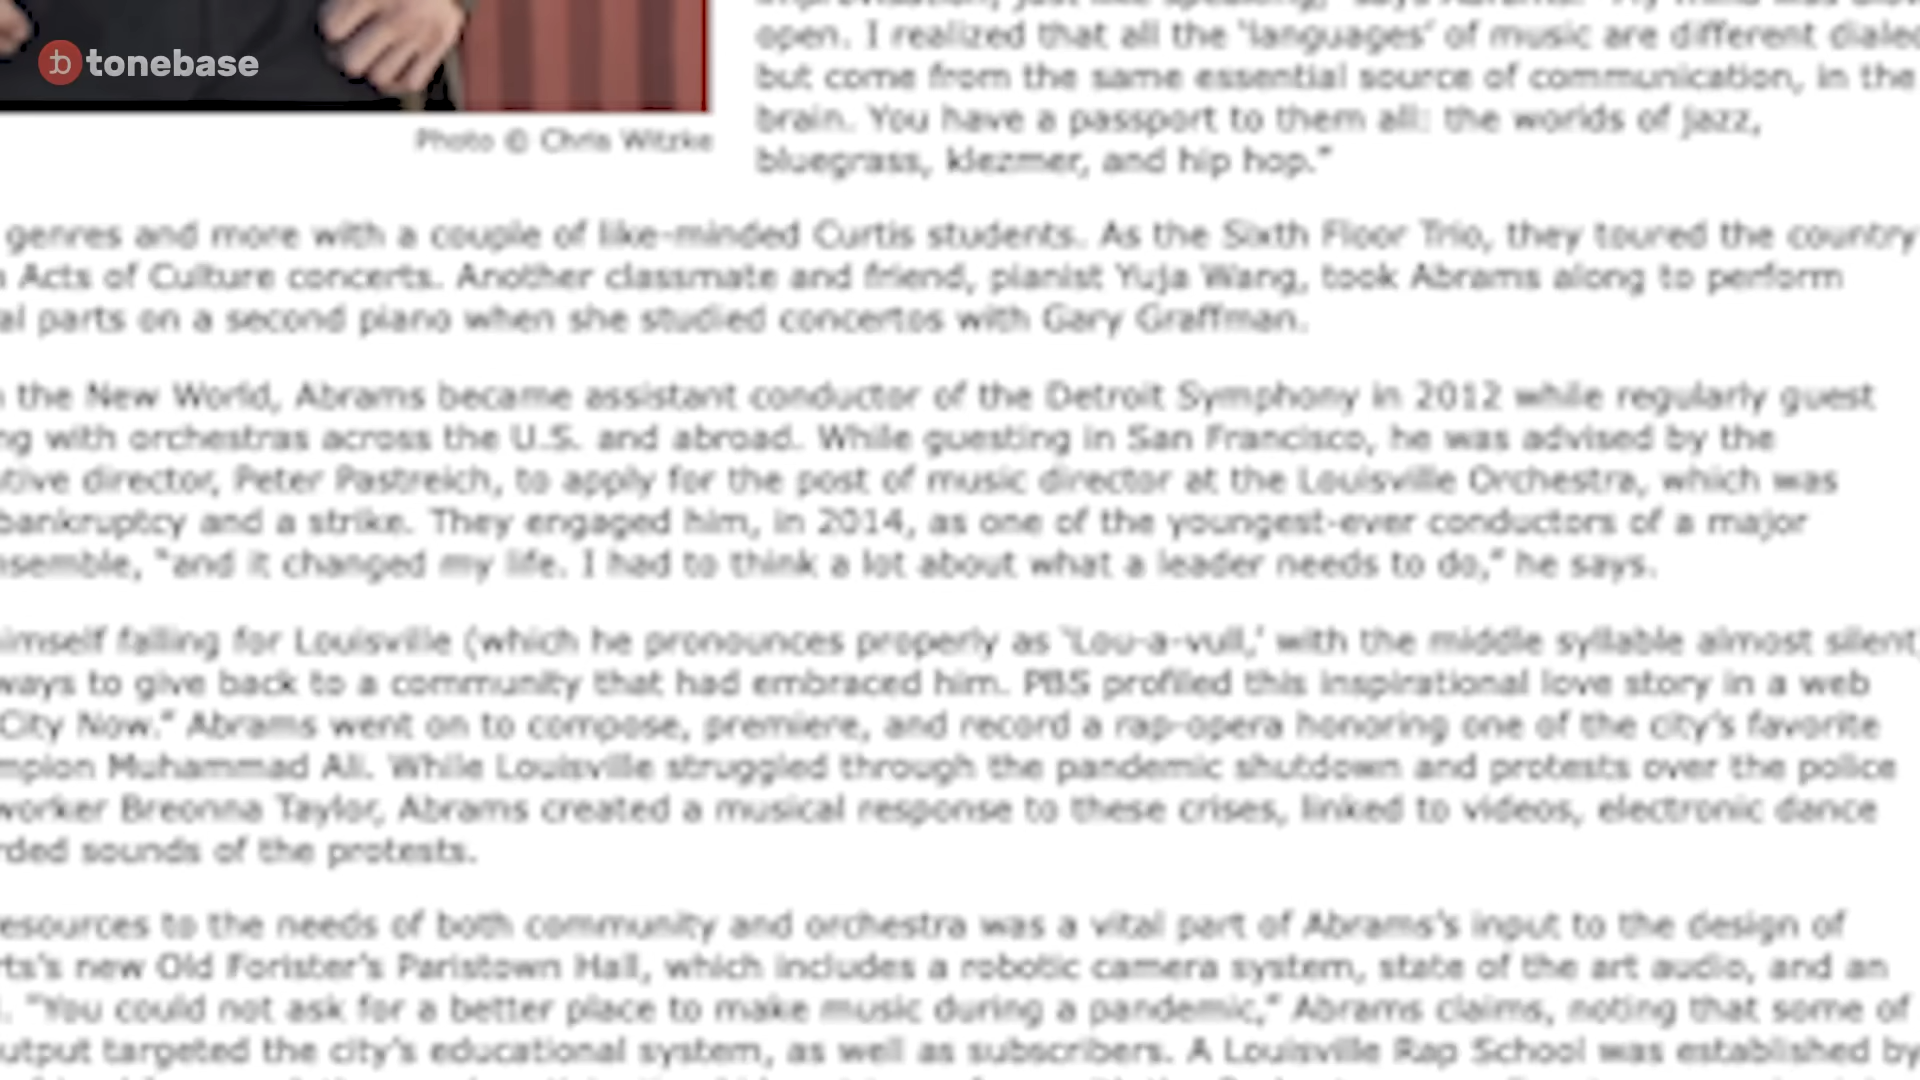 tonebase
open. I realized that all the 'languages' of music are different
but come from the same essential source of communication, in the
brain. You have a passport to them all: the worlds of jazz,
bluegrass, klezmer, and hip hop."
Photo © Chris Witzke
genres and more with a couple of like-minded Curtis students. As the Sixth Floor Trio, they toured the country
Acts of Culture concerts. Another classmate and friend, pianist Yuja Wang, took Abrams along to perform
al parts on a second piano when she studied concertos with Gary Graffman.
the New World, Abrams became assistant conductor of the Detroit Symphony in 2012 while regularly guest
ng with orchestras across the U.S. and abroad. While guesting in San Francisco, he was advised by the
tive director, Peter Pastreich, to apply for the post of music director at the Louisville Orchestra, which was
bankruptcy and a strike. They engaged him, in 2014, as one of the youngest-ever conductors of a major
nsemble, "and it changed my life. I had to think a lot about what a leader needs to do," he says.
imself falling for Louisville (which he pronounces properly as 'Lou-a-vull,' with the middle syllable almost silent
ways to give back to a community that had embraced him. PBS profiled this inspirational love story in a web
City Now." Abrams went on to compose, premiere, and record a rap-opera honoring one of the city's favorite
mpion Muhammad Ali. While Louisville struggled through the pandemic shutdown and protests over the police
worker Breonna Taylor, Abrams created a musical response to these crises, linked to videos, electronic dance
rded sounds of the protests.
esources to the needs of both community and orchestra was a vital part of Abrams's input to the design of
rts's new Old Forister's Paristown Hall, which includes a robotic camera system, state of the art audio, and an
. "You could not ask for a better place to make music during a pandemic," Abrams claims, noting that some of
utput targeted the city's educational system, as well as subscribers. A Louisville Rap School was established by